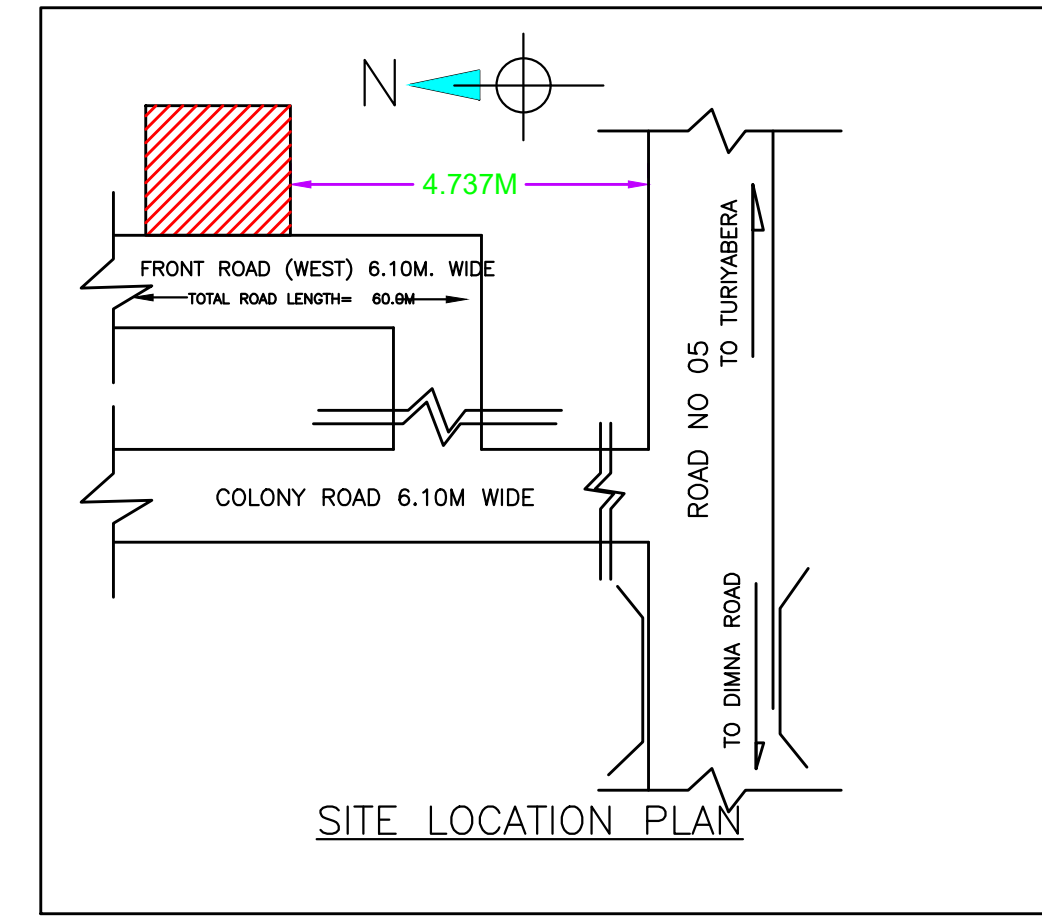 N
4.737M
FRONT ROAD (WEST) 6.10M. WIDE
TOTAL ROAD LENGTH= 60.0M
TO TURIYABERA
ROAD NO 05
COLONY ROAD 6.10M WIDE
TO DIMNA ROAD
SITE LOCATION PLAN